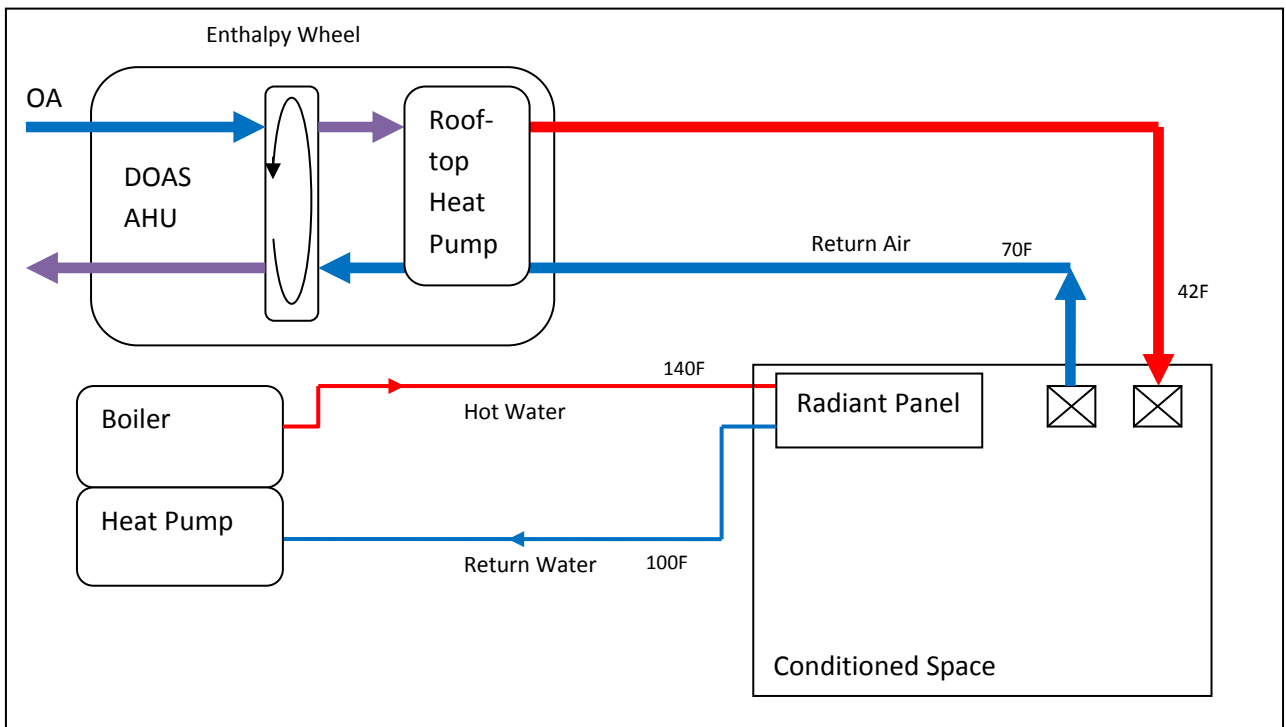 Enthalpy Wheel
OA
DOAS
AHU
Roof-
top
Heat
Pump
Return Air
70F
42F
140F
Hot Water
Boiler
Heat Pump
Return Water
100F
Radiant Panel
Conditioned Space